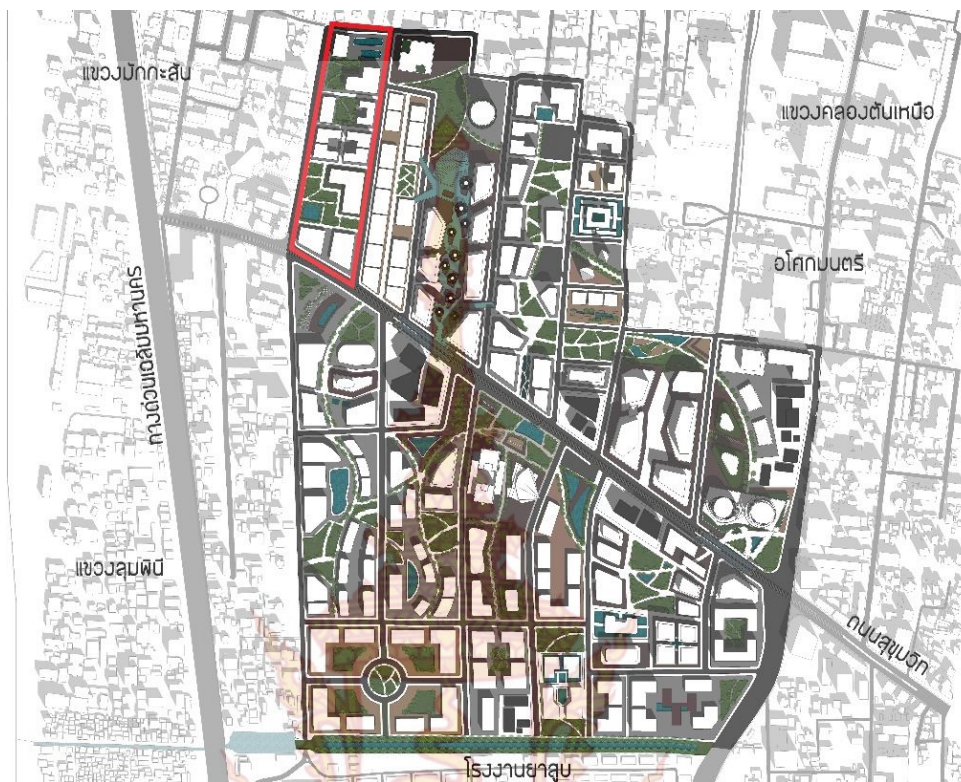 แขวงมักกะสัน
แขวงคลองตันเหนือ
อโศกมนตรี
ทางด่วนเฉลิมมหานคร
แขวงลุมพินี
ถนนสุขุมวิท
โรงงานยาสูบ